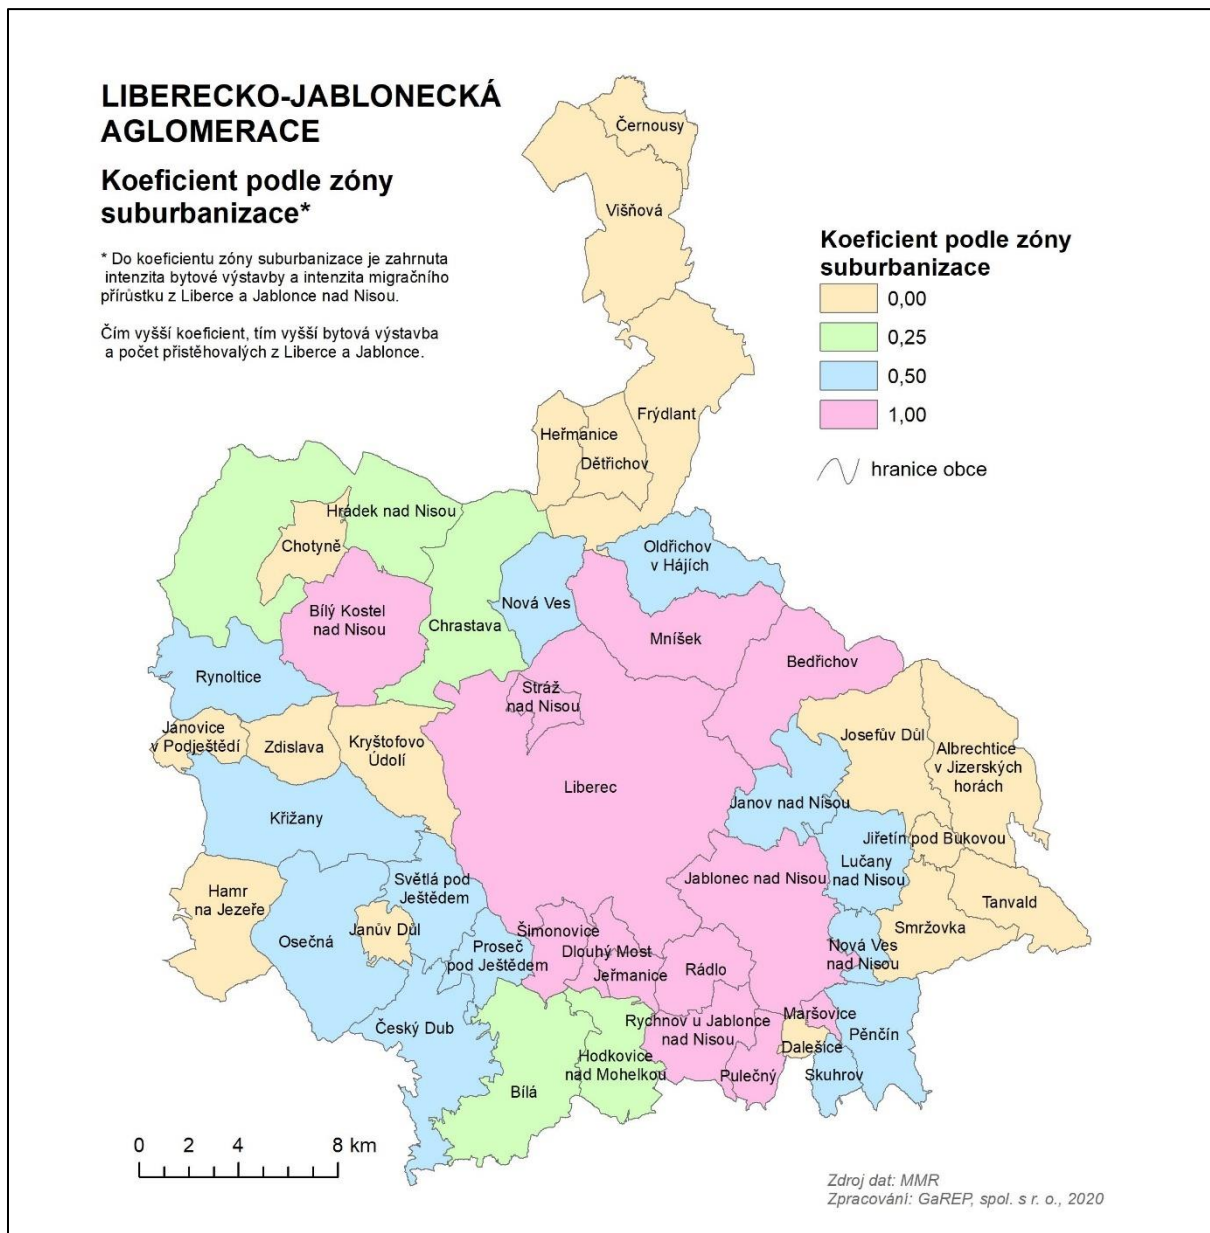 LIBERECKO-JABLONECKÁ
AGLOMERACE
Koeficient podle zóny
suburbanizace*
* Do koeficientu zóny suburbanizace je zahrnuta
intenzita bytové výstavby a intenzita migračního
přírůstku z Liberce a Jablonce nad Nisou.
Čím vyšší koeficient, tím vyšší bytová výstavba
a počet přistěhovalých z Liberce a Jablonce.
Koeficient podle zóny
suburbanizace
0,00
0,25
0,50
1,00
hranice obce
Černousy
Višňová
Frýdlant
Heřmanice
Dětřichov
Hrádek nad Nisou
Chotyně
Oldřichov
v Hájích
Nová Ves
Bílý Kostel
nad Nisou
Chrastava
Mníšek
Bedřichov
Rynoltice
Stráž
nad Nisou
Janovice
v Podještědí
Zdislava
Kryštofovo
Údolí
Josefův Důl
Albrechtice
v Jizerských
horách
Liberec
Janov nad Nisou
Křižany
Jiřetín pod Bukovou
Lučany
nad Nisou
Jablonec nad Nisou
Světlá pod
Ještědem
Hamr
na Jezeře
Tanvald
Smržovka
Janův Důl
Osečná
Šimonovice
Proseč
pod Ještědem
Dlouhý Most
Nová Ves
nad Nisou
Jeřmanice
Rádlo
Maršovice
Český Dub
Rychnov u Jablonce
nad Nisou
Pěnčín
Dalešice
Hodkovice
nad Mohelkou
Pulečný
Skuhrov
Bílá
0 2 4 8 km
Zdroj dat: MMR
Zpracování: GaREP, spol. s r. o., 2020